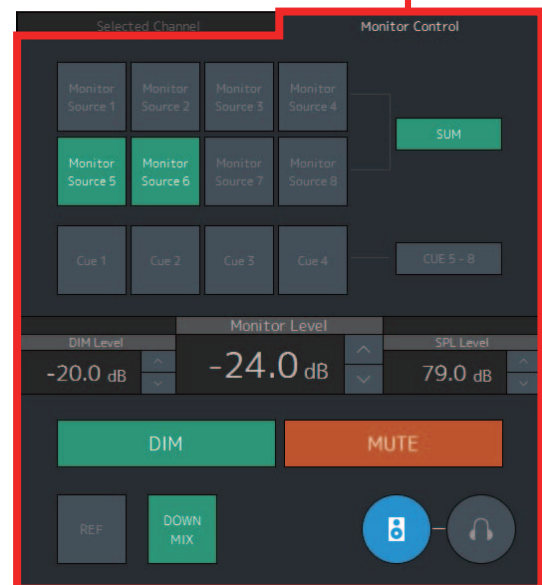 Selected Channel
Monitor Control
Monitor Source 1
Monitor Source 2
Monitor Source 3
Monitor Source 4
SUM
Monitor Source 5
Monitor Source 6
Monitor Source 7
Monitor Source 8
Cue 1
Cue 2
Cue 3
Cue 4
CUE 5 - 8
Monitor Level
DIM Level
SPL Level
-20.0 dB
-24.0 dB
79.0 dB
DIM
MUTE
REF
DOWN MIX